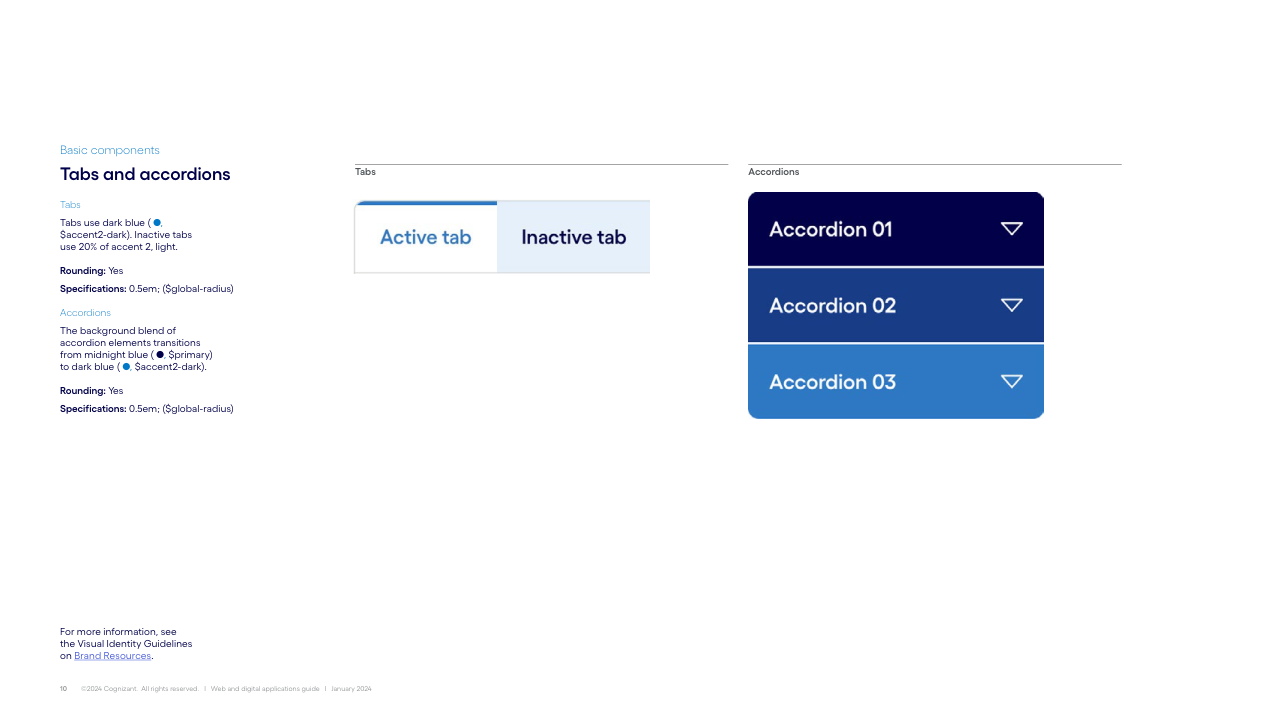 Basic components
Tabs and accordions
Tabs
Tabs use dark blue ( ●,
$accent2-dark). Inactive tabs
use 20% of accent 2, light.
Rounding: Yes
Specifications: 0.5em; ($global-radius)
Accordions
The background blend of
accordion elements transitions
from midnight blue ( ●, $primary)
to dark blue ( ●, $accent2-dark).
Rounding: Yes
Specifications: 0.5em; ($global-radius)
For more information, see
the Visual Identity Guidelines
on Brand Resources.
Tabs
Active tab
Inactive tab
Accordions
Accordion 01
Accordion 02
Accordion 03
10 ©2024 Cognizant. All rights reserved. | Web and digital applications guide | January 2024